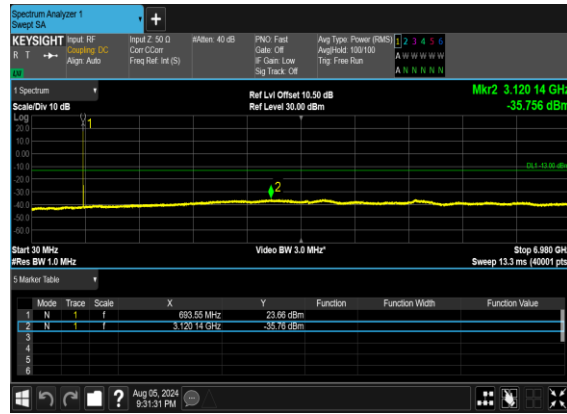 Spectrum Analyzer 1
Swept SA
+
KEYSIGHT Input: RF Input Z: 50 Ω #Atten: 40 dB PNO: Fast Avg Type: Power (RMS) 1 2 3 4 5 6
R T Coupling: DC Corr CCorr Gate: Off Avg|Hold: 100/100 A W W W W W
Align: Auto Freq Ref: Int (S) IF Gain: Low Trig: Free Run
Sig Track: Off A N N N N N
1 Spectrum Ref Lvl Offset 10.50 dB Mkr2 3.120 14 GHz
Scale/Div 10 dB Ref Level 30.00 dBm -35.756 dBm
Log
1
20.0
10.0
0.00
-10.0
DL1 -13.00 dBm
-20.0
-30.0
2
-40.0
-50.0
-60.0
Start 30 MHz Video BW 3.0 MHz* Stop 6.980 GHz
#Res BW 1.0 MHz Sweep 13.3 ms (40001 pts)
5 Marker Table
Mode Trace Scale X Y Function Function Width Function Value
1 N 1 f 693.55 MHz 23.66 dBm
2 N 1 f 3.120 14 GHz -35.76 dBm
3
4
5
6
? Aug 05, 2024
9:31:31 PM